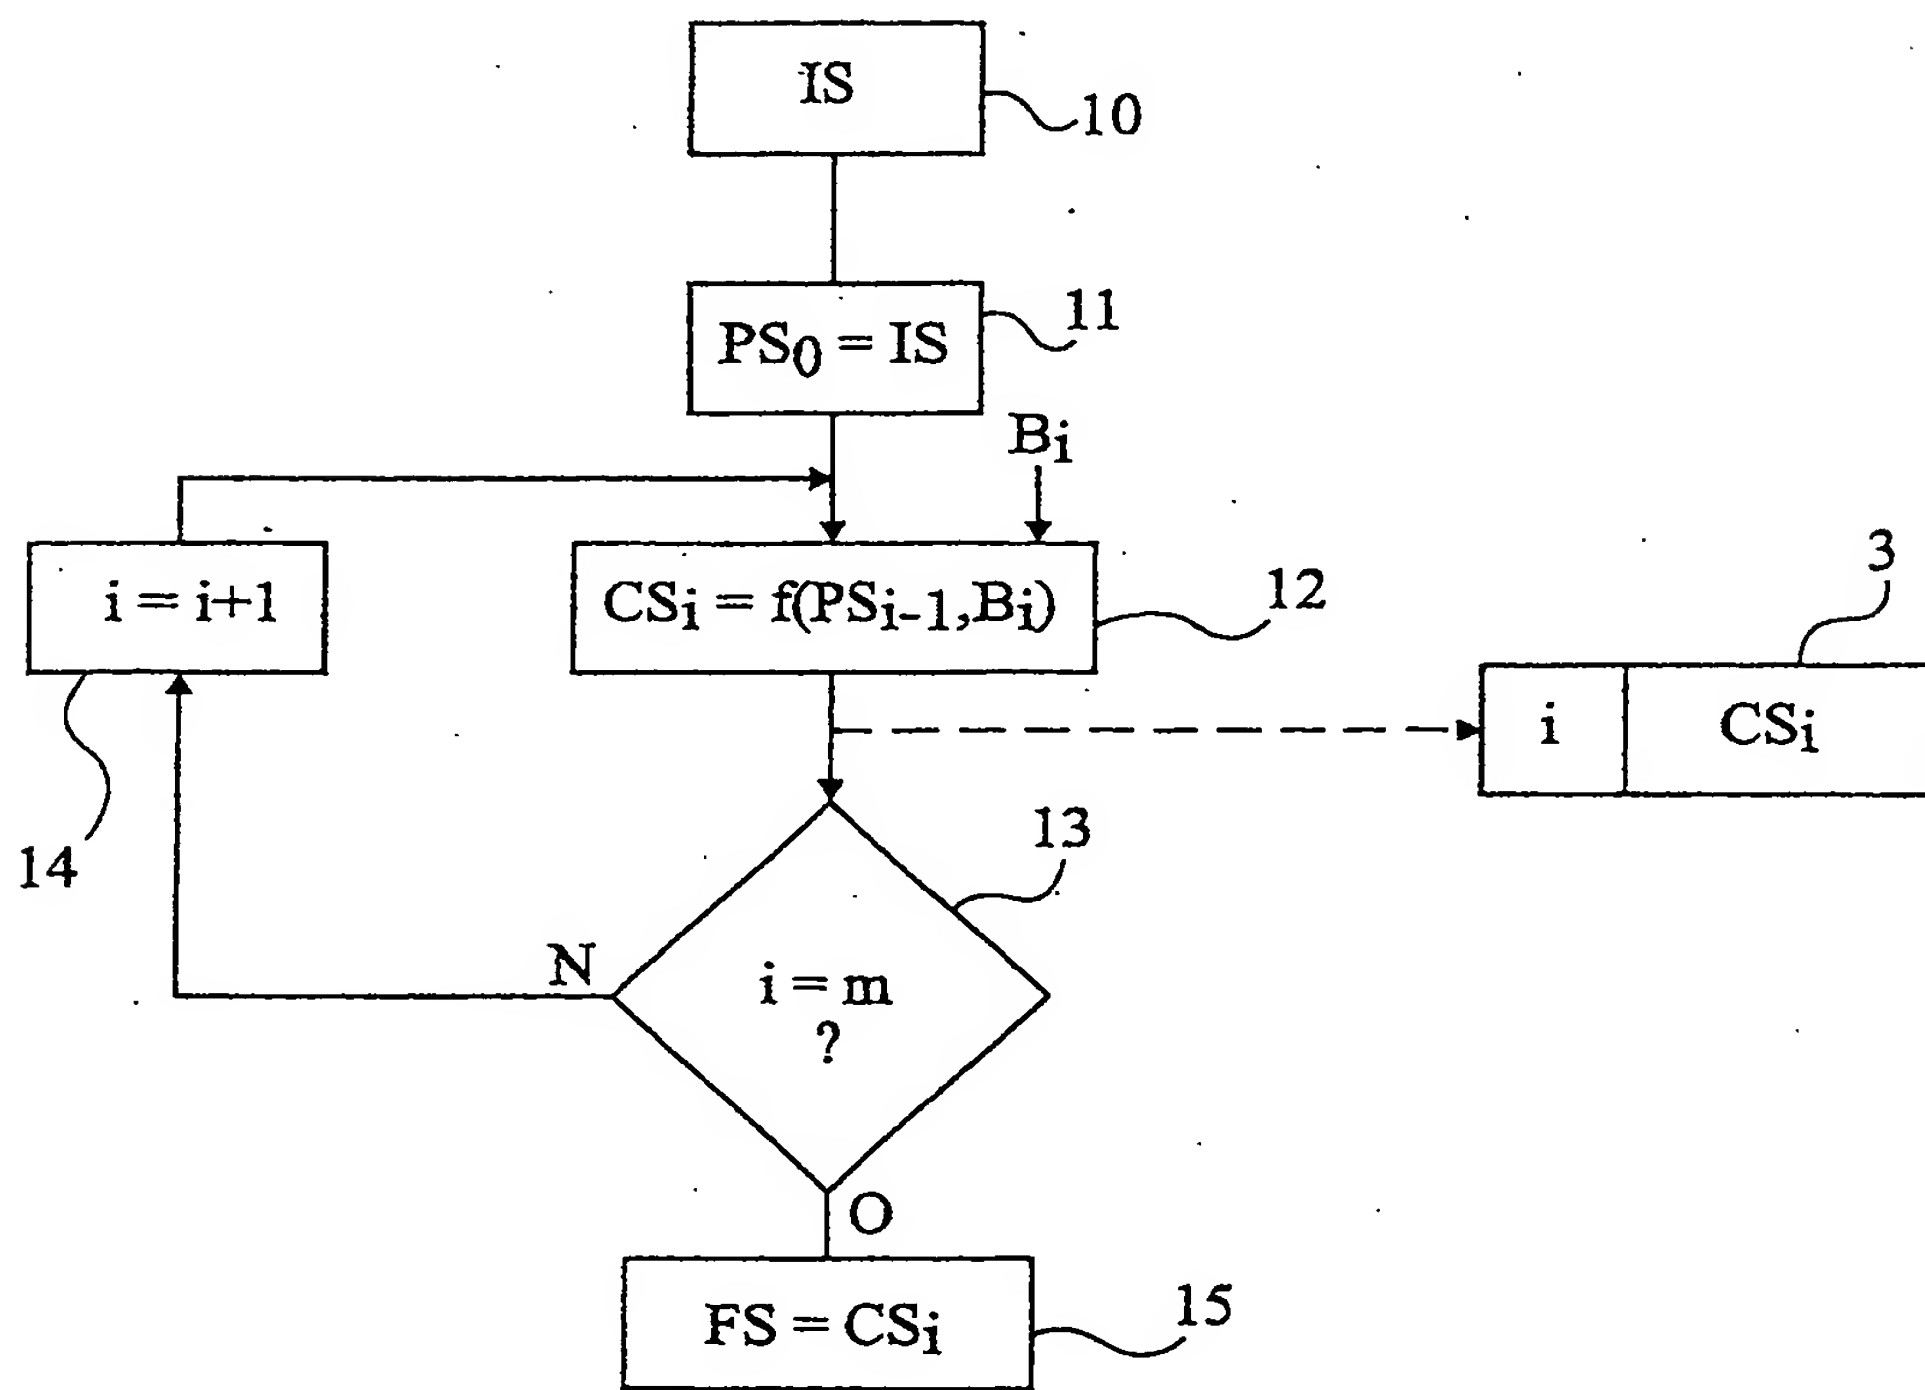 IS
10
PS₀ = IS
11
Bᵢ
i = i+1
CSᵢ = f(PSᵢ₋₁,Bᵢ)
12
3
i
CSᵢ
14
13
N
i = m
?
O
FS = CSᵢ
15